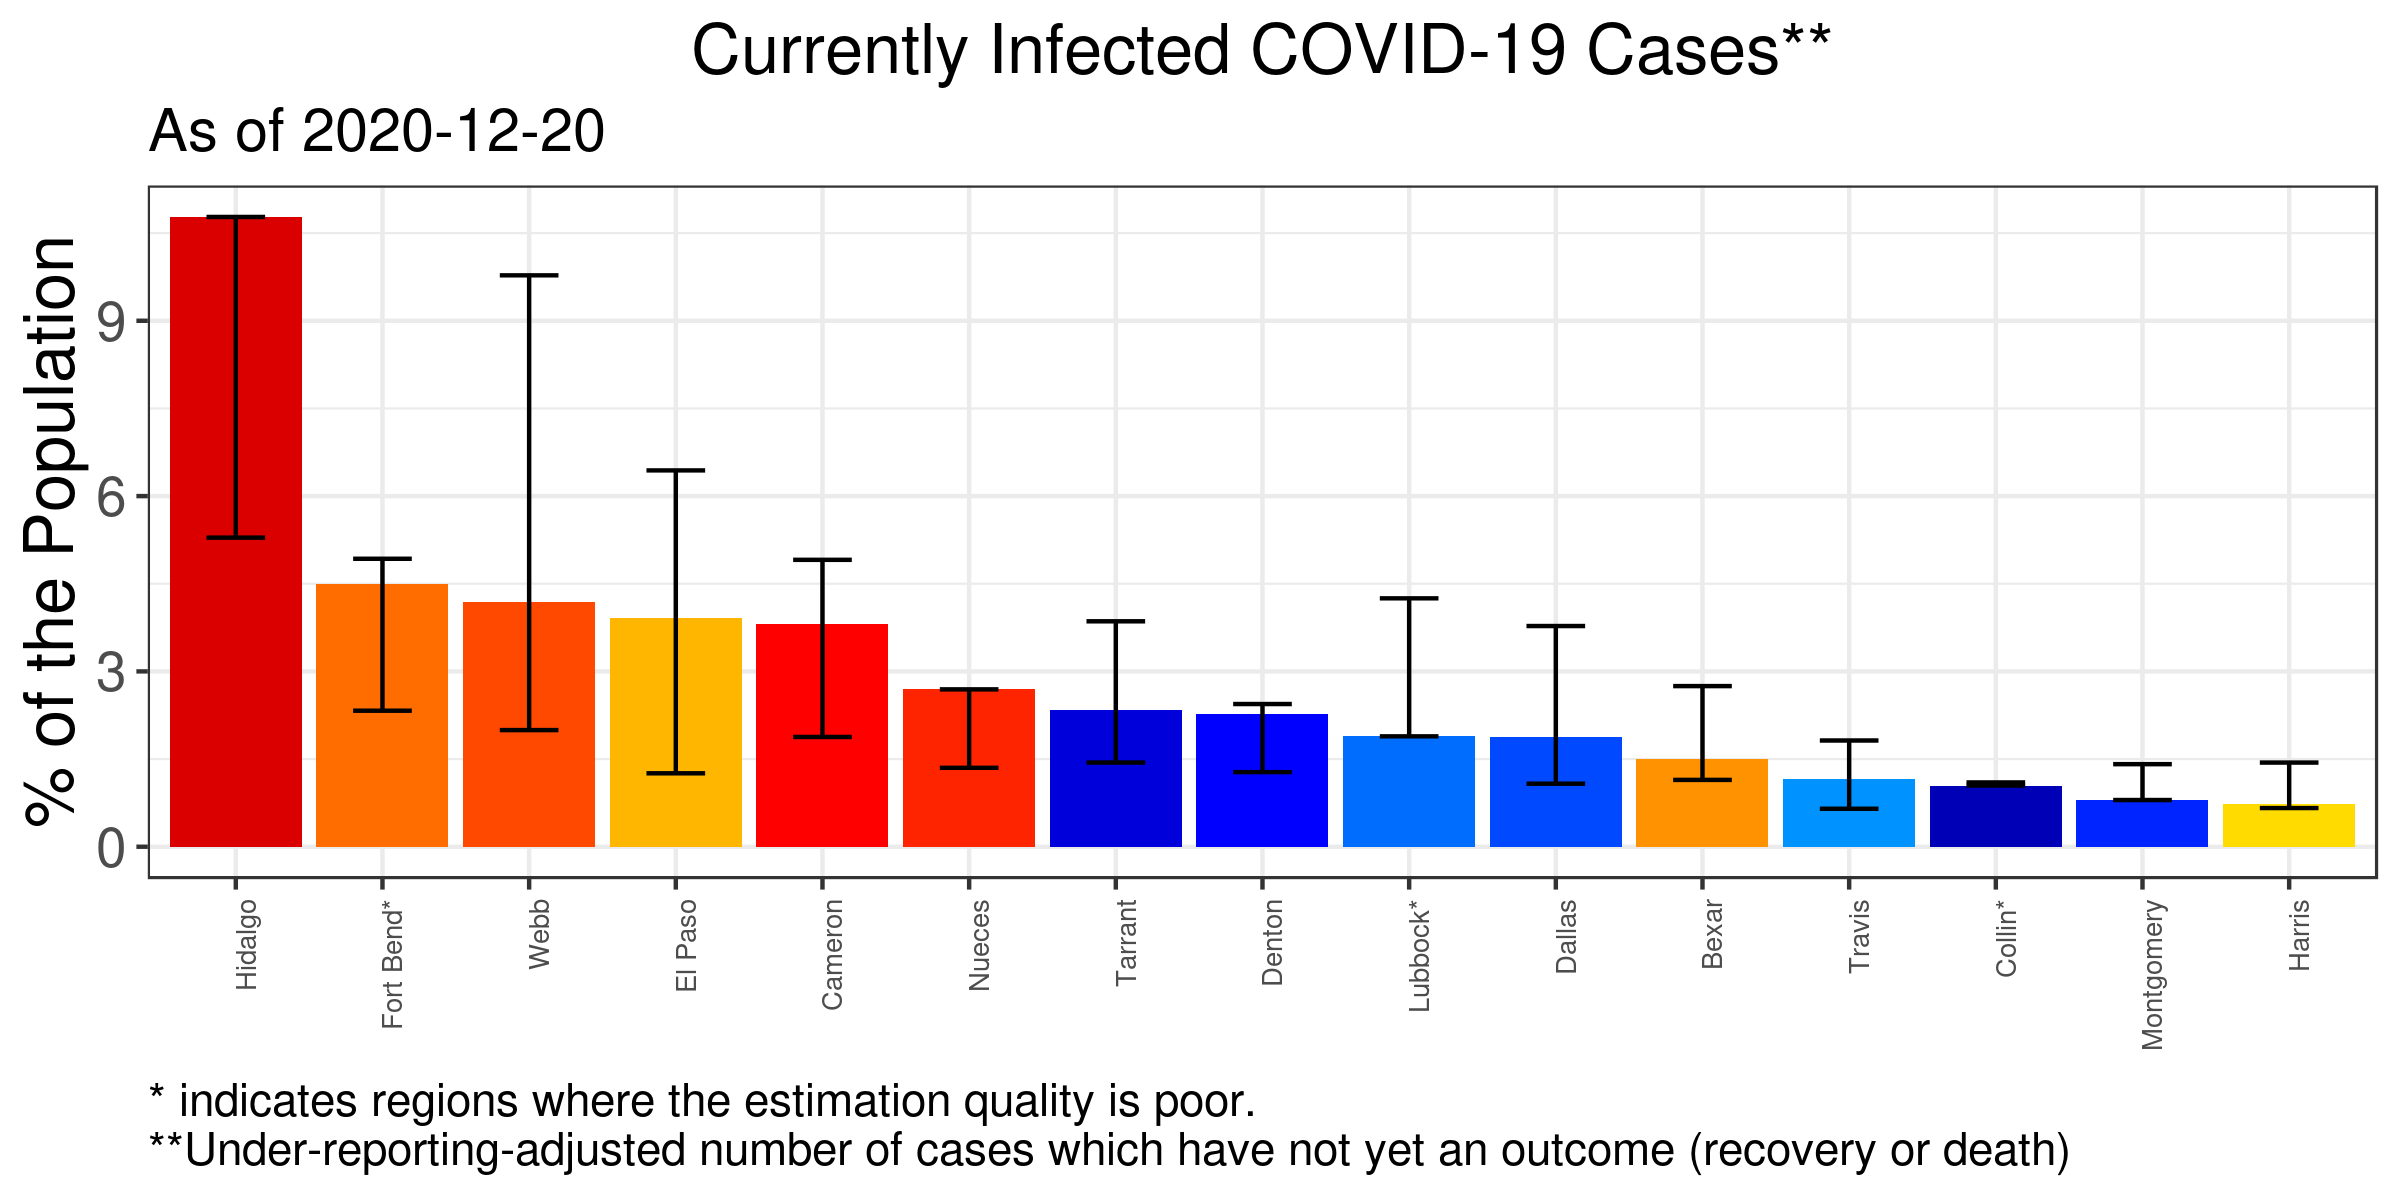 Currently Infected COVID-19 Cases**
As of 2020-12-20
% of the Population
9
6
3
0
Hidalgo
Fort Bend*
Webb
El Paso
Cameron
Nueces
Tarrant
Denton
Lubbock*
Dallas
Bexar
Travis
Collin*
Montgomery
Harris
* indicates regions where the estimation quality is poor.
**Under-reporting-adjusted number of cases which have not yet an outcome (recovery or death)